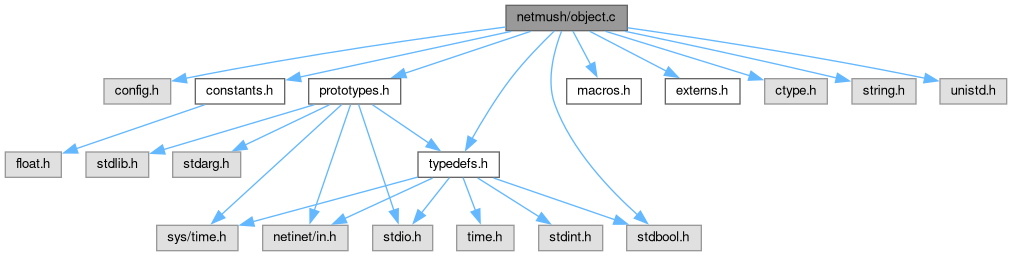 netmush/object.c
config.h
constants.h
prototypes.h
macros.h
externs.h
ctype.h
string.h
unistd.h
float.h
stdlib.h
stdarg.h
typedefs.h
sys/time.h
netinet/in.h
stdio.h
time.h
stdint.h
stdbool.h